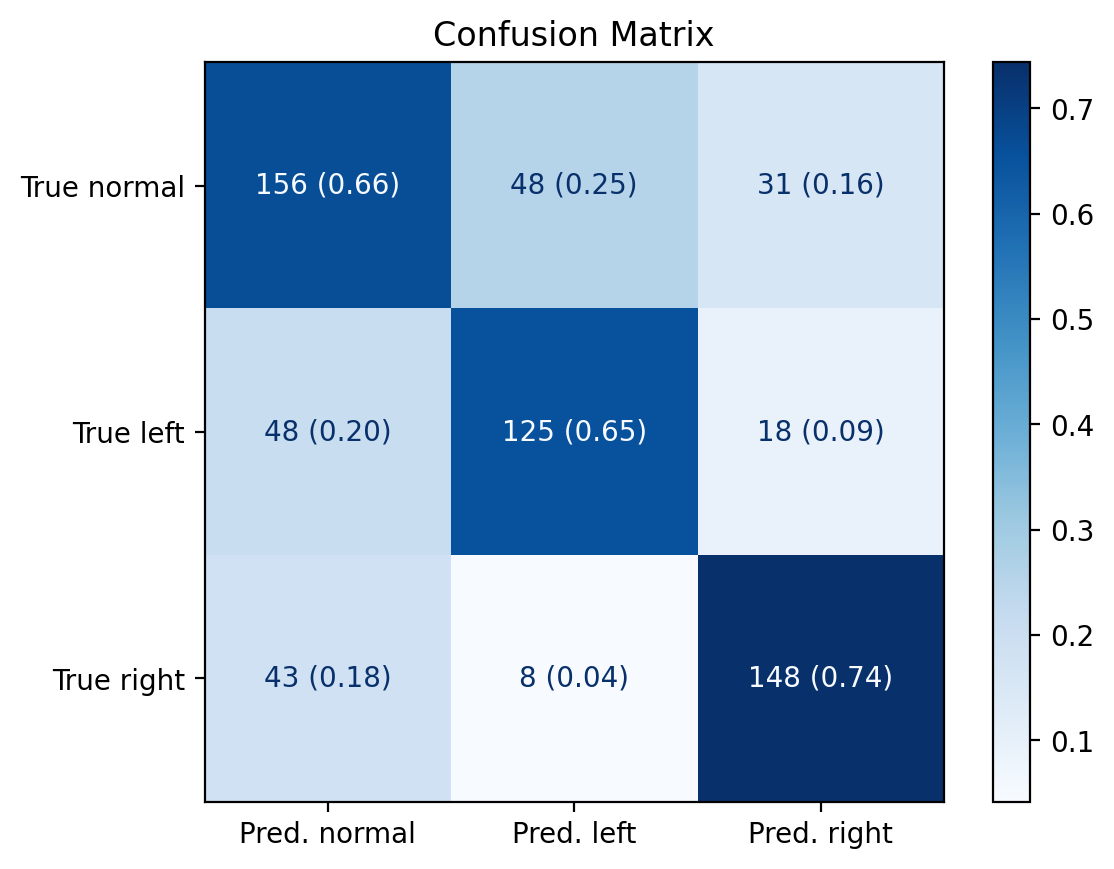 Confusion Matrix
True normal 156 (0.66) 48 (0.25) 31 (0.16)
True left 48 (0.20) 125 (0.65) 18 (0.09)
True right 43 (0.18) 8 (0.04) 148 (0.74)
Pred. normal Pred. left Pred. right
0.7
0.6
0.5
0.4
0.3
0.2
0.1